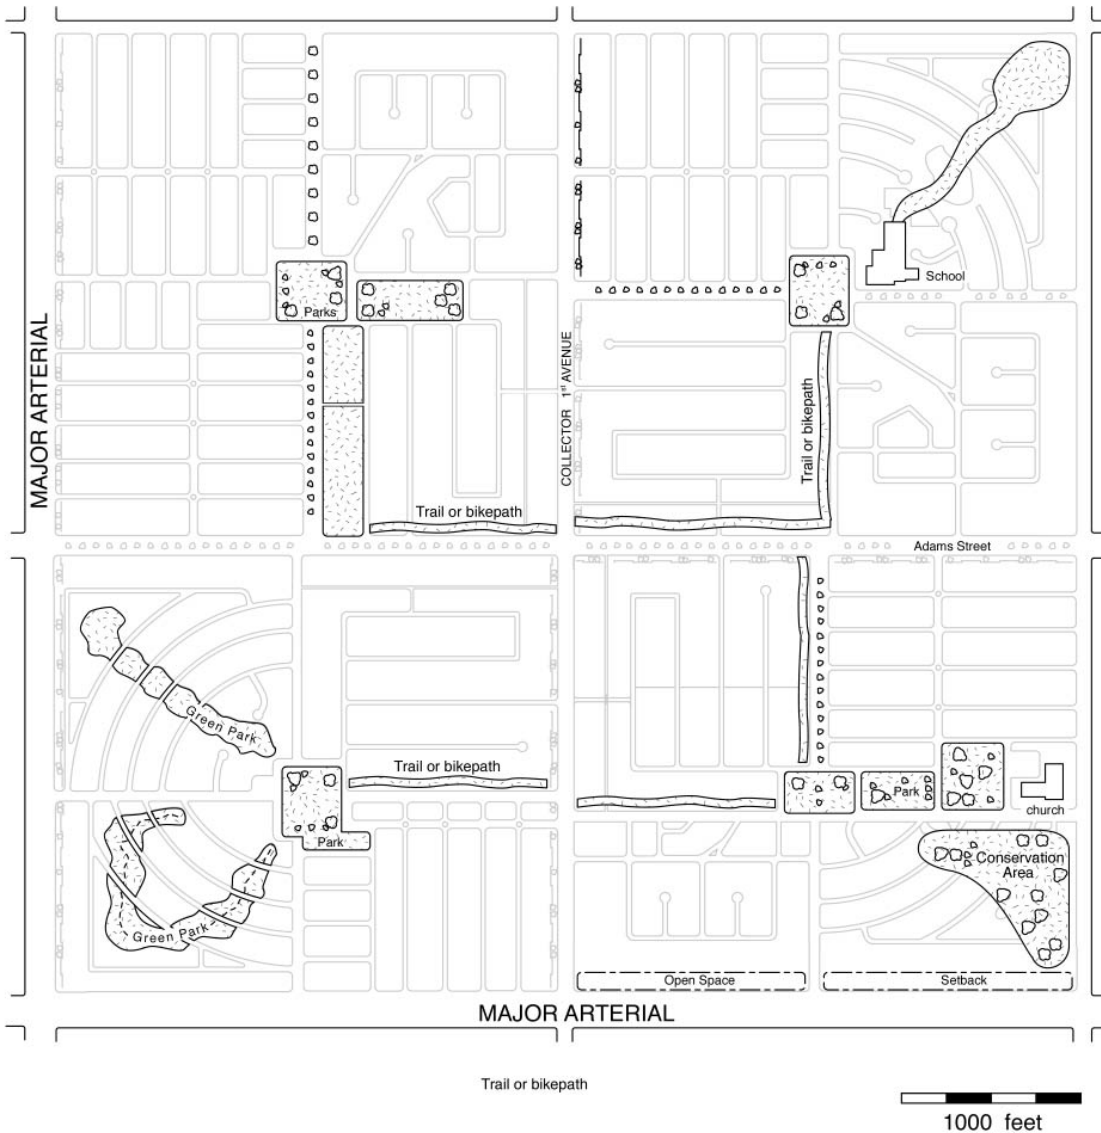 School
Parks
MAJOR ARTERIAL
COLLECTOR 1st AVENUE
Trail or bikepath
Trail or bikepath
Adams Street
Green Park
Trail or bikepath
Park
church
Park
Conservation
Area
Green Park
Open Space
Setback
MAJOR ARTERIAL
Trail or bikepath
1000 feet